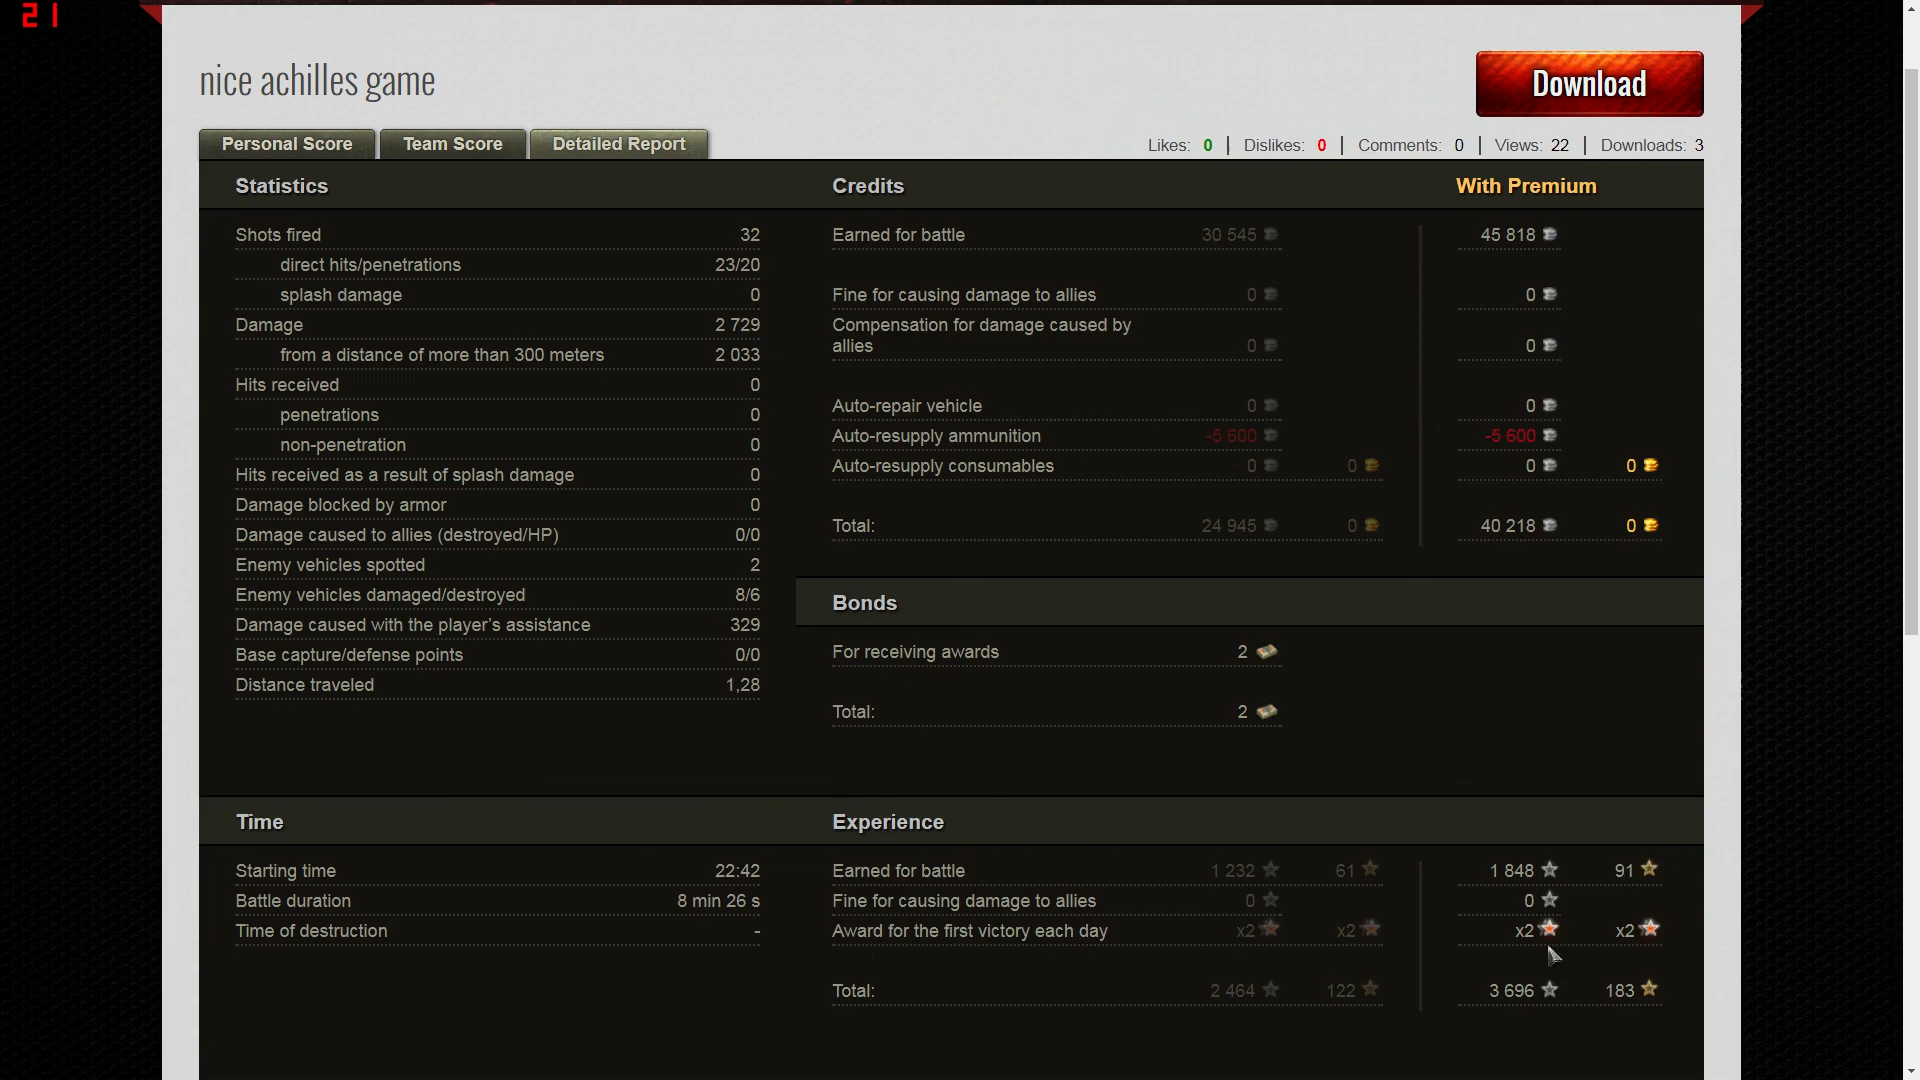 21
nice achilles game
Download
Personal Score Team Score Detailed Report Likes: 0 | Dislikes: 0 | Comments: 0 | Views: 22 | Downloads: 3
Statistics Credits With Premium
Shots fired 32 Earned for battle 30 545 45 818
direct hits/penetrations 23/20
splash damage 0 Fine for causing damage to allies 0 0
Damage 2 729 Compensation for damage caused by
allies 0 0
from a distance of more than 300 meters 2 033
Hits received 0
penetrations 0 Auto-repair vehicle 0 0
non-penetration 0 Auto-resupply ammunition -5 600 -5 600
Hits received as a result of splash damage 0 Auto-resupply consumables 0 0 0 0
Damage blocked by armor 0
Damage caused to allies (destroyed/HP) 0/0 Total: 24 945 0 40 218 0
Enemy vehicles spotted 2
Enemy vehicles damaged/destroyed 8/6 Bonds
Damage caused with the player's assistance 329
Base capture/defense points 0/0 For receiving awards 2
Distance traveled 1,28
Total: 2
Time Experience
Starting time 22:42 Earned for battle 1 232 61 1 848 91
Battle duration 8 min 26 s Fine for causing damage to allies 0 0
Time of destruction - Award for the first victory each day x2 x2 x2 x2
Total: 2 464 122 3 696 183